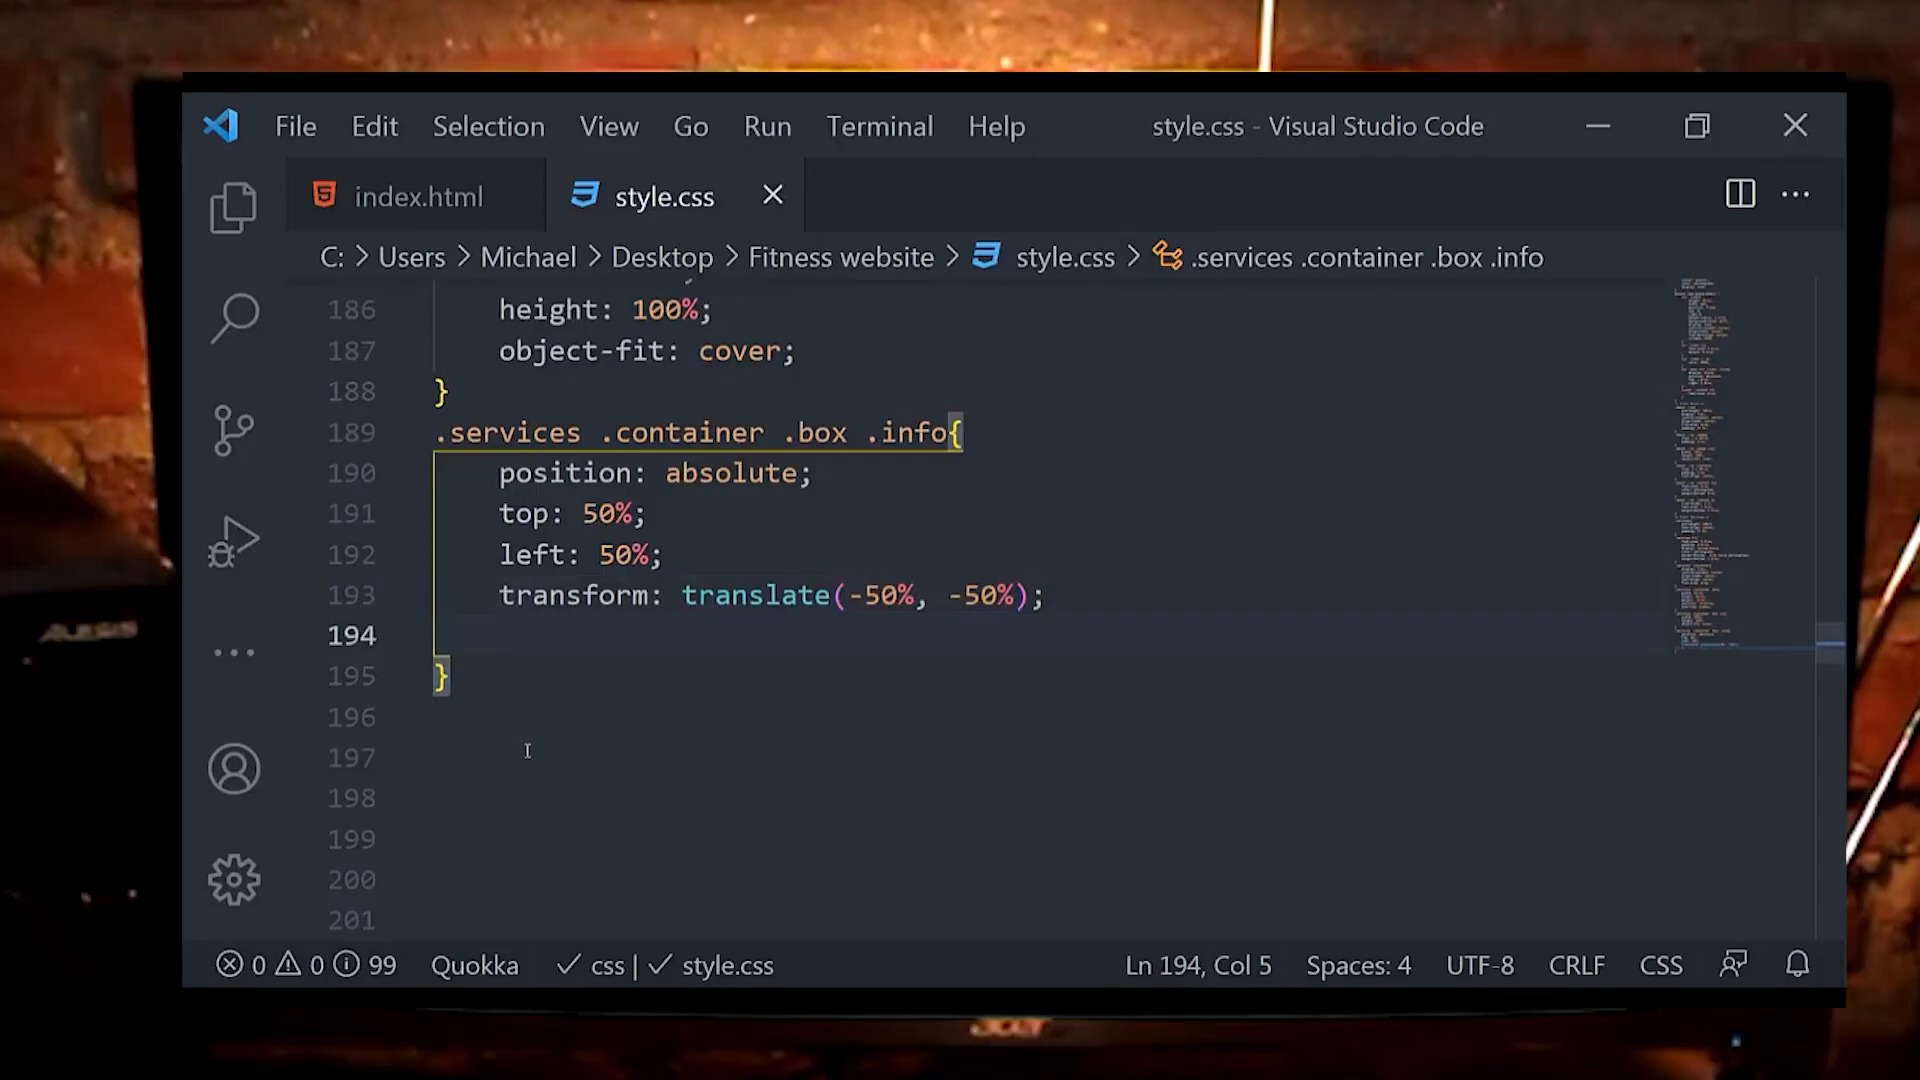 File Edit Selection View Go Run Terminal Help style.css - Visual Studio Code
index.html style.css
C: > Users > Michael > Desktop > Fitness website > style.css > .services .container .box .info
186 height: 100%;
187 object-fit: cover;
188 }
189 .services .container .box .info{
190 position: absolute;
191 top: 50%;
192 left: 50%;
193 transform: translate(-50%, -50%);
194
195 }
196
197
198
199
200
201
0 0 99 Quokka css | style.css Ln 194, Col 5 Spaces: 4 UTF-8 CRLF CSS
ALESIS
acer